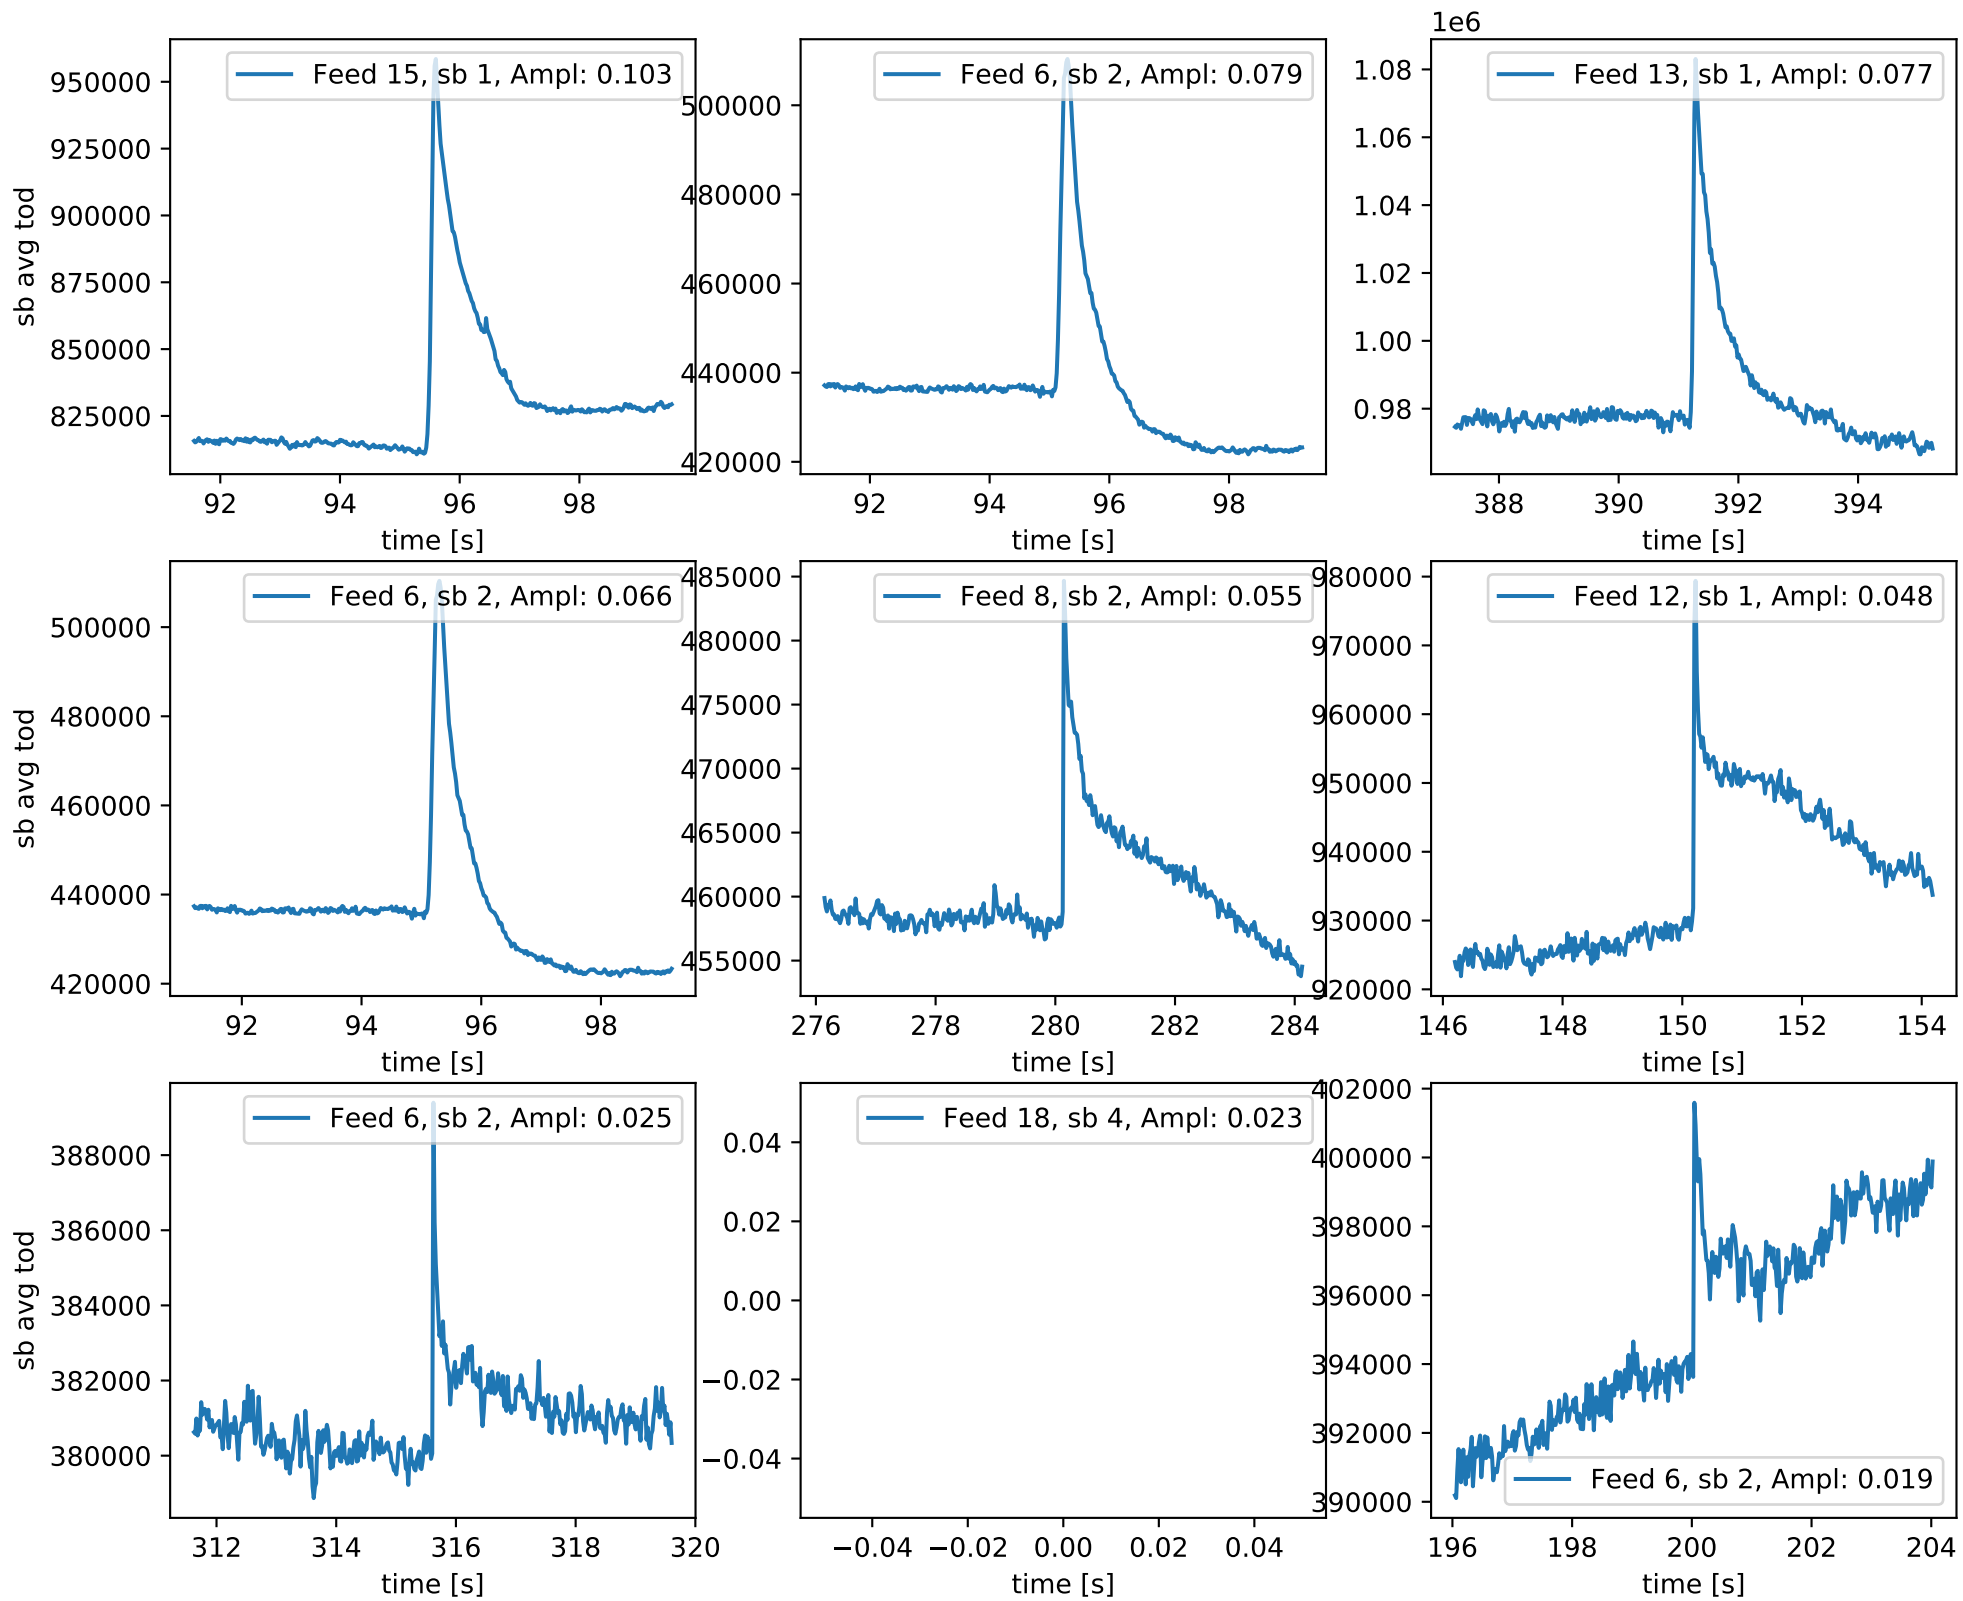 1e6
Feed 15, sb 1, Ampl: 0.103
Feed 6, sb 2, Ampl: 0.079
Feed 13, sb 1, Ampl: 0.077
sb avg tod
950000
925000
900000
875000
850000
825000
500000
480000
460000
440000
420000
1.08
1.06
1.04
1.02
1.00
0.98
92 94 96 98
92 94 96 98
388 390 392 394
time [s]
time [s]
time [s]
Feed 6, sb 2, Ampl: 0.066
Feed 8, sb 2, Ampl: 0.055
Feed 12, sb 1, Ampl: 0.048
sb avg tod
500000
480000
460000
440000
420000
485000
480000
475000
470000
465000
460000
455000
980000
970000
960000
950000
940000
930000
920000
92 94 96 98
276 278 280 282 284
146 148 150 152 154
time [s]
time [s]
time [s]
Feed 6, sb 2, Ampl: 0.025
Feed 18, sb 4, Ampl: 0.023
Feed 6, sb 2, Ampl: 0.019
sb avg tod
388000
386000
384000
382000
380000
0.04
0.02
0.00
−0.02
−0.04
402000
400000
398000
396000
394000
392000
390000
312 314 316 318 320
−0.04 −0.02 0.00 0.02 0.04
196 198 200 202 204
time [s]
time [s]
time [s]